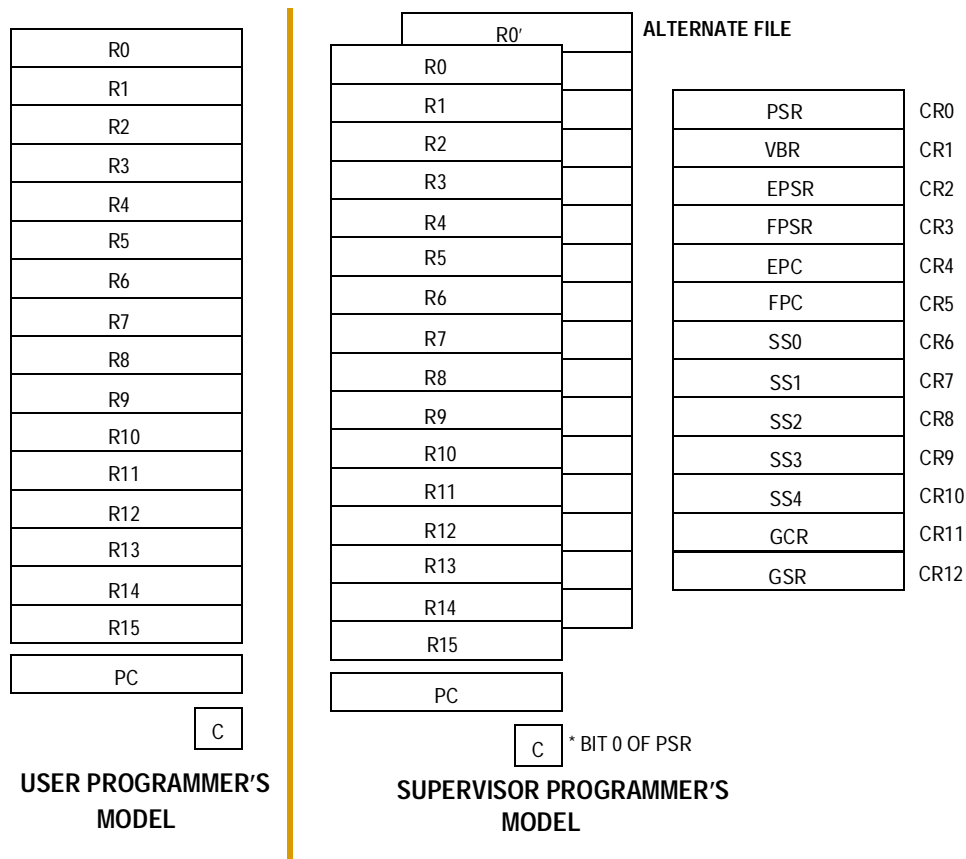 R0
R1
R2
R3
R4
R5
R6
R7
R8
R9
R10
R11
R12
R13
R14
R15
PC
C
USER PROGRAMMER'S
MODEL
R0′
ALTERNATE FILE
R0
R1
R2
R3
R4
R5
R6
R7
R8
R9
R10
R11
R12
R13
R14
R15
PC
C * BIT 0 OF PSR
SUPERVISOR PROGRAMMER'S
MODEL
PSR CR0
VBR CR1
EPSR CR2
FPSR CR3
EPC CR4
FPC CR5
SS0 CR6
SS1 CR7
SS2 CR8
SS3 CR9
SS4 CR10
GCR CR11
GSR CR12